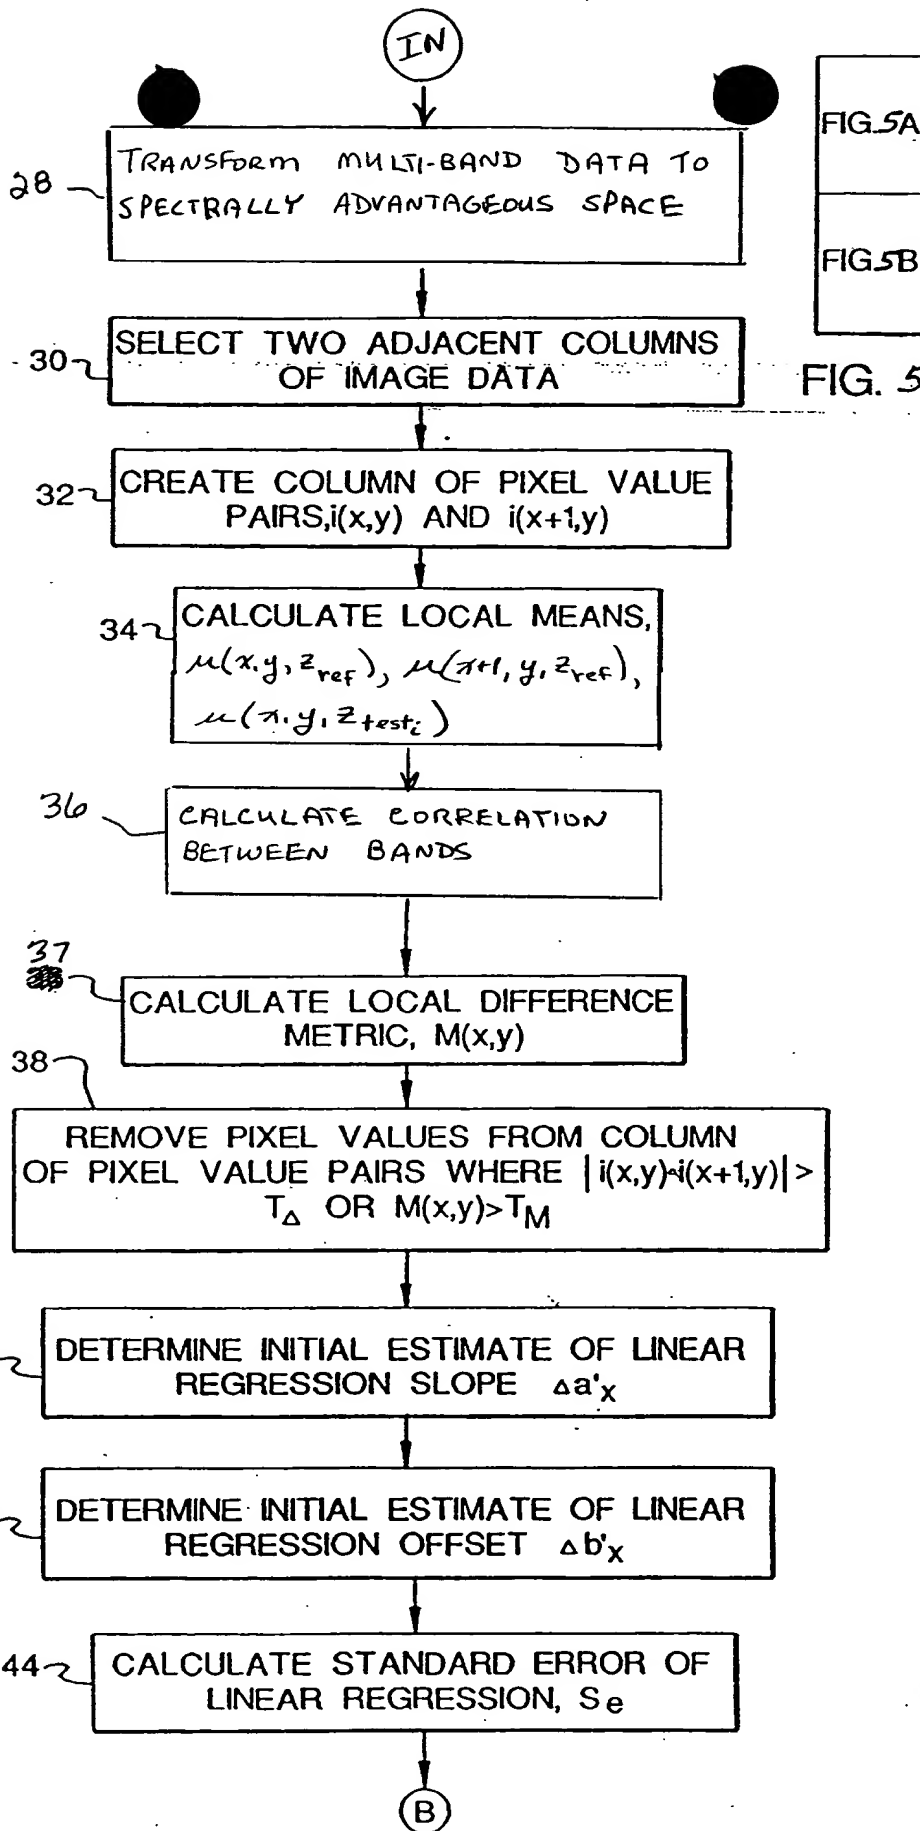 IN
28
TRANSFORM MULTI-BAND DATA TO
SPECTRALLY ADVANTAGEOUS SPACE
FIG.5A
FIG.5B
FIG. 5
30
SELECT TWO ADJACENT COLUMNS
OF IMAGE DATA
32
CREATE COLUMN OF PIXEL VALUE
PAIRS,i(x,y) AND i(x+1,y)
34
CALCULATE LOCAL MEANS,
μ(x,y,z_ref), μ(x+1,y,z_ref),
μ(x,y,z_test_i)
36
CALCULATE CORRELATION
BETWEEN BANDS
37
CALCULATE LOCAL DIFFERENCE
METRIC, M(x,y)
38
REMOVE PIXEL VALUES FROM COLUMN
OF PIXEL VALUE PAIRS WHERE |i(x,y)-i(x+1,y)|>
T_Δ OR M(x,y)>T_M
DETERMINE INITIAL ESTIMATE OF LINEAR
REGRESSION SLOPE Δa'_x
DETERMINE INITIAL ESTIMATE OF LINEAR
REGRESSION OFFSET Δb'_x
44
CALCULATE STANDARD ERROR OF
LINEAR REGRESSION, S_e
B